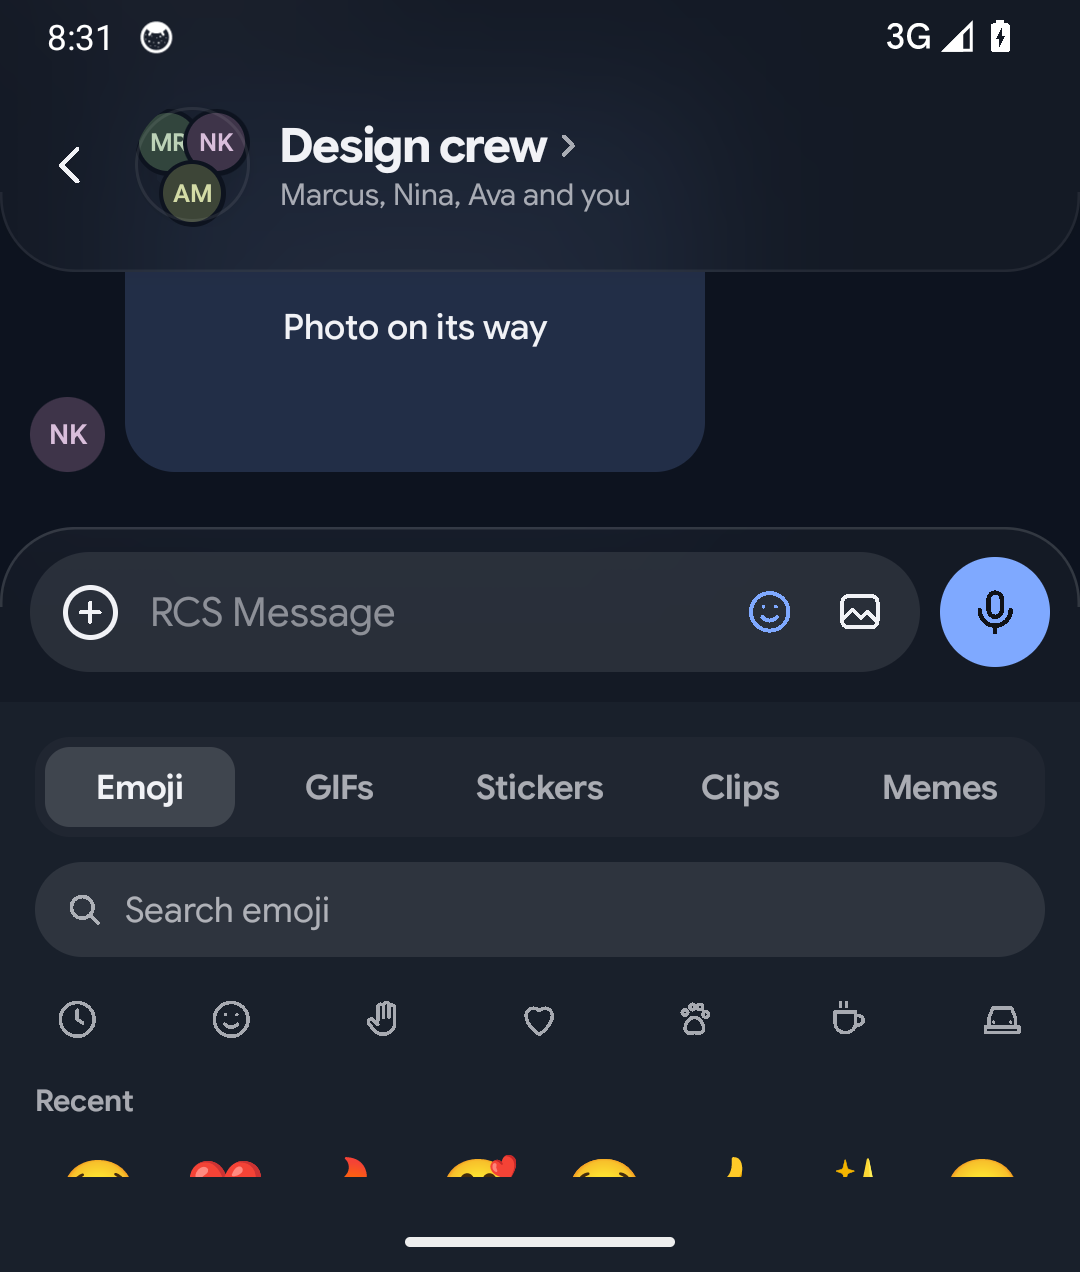 8:31
3G
MR NK
AM
Design crew
Marcus, Nina, Ava and you
Photo on its way
NK
RCS Message
Emoji GIFs Stickers Clips Memes
Search emoji
Recent